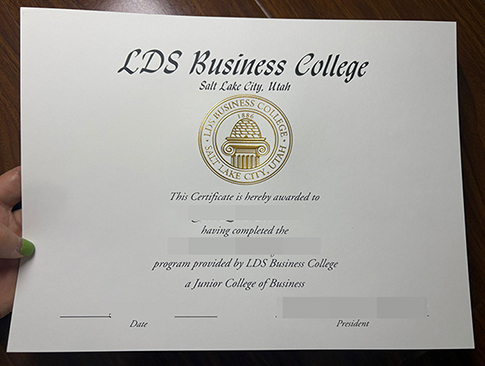 LDS Business College
Salt Lake City, Utah
· LDS BUSINESS COLLEGE ·
1886
SALT LAKE CITY, UTAH
This Certificate is hereby awarded to
having completed the
program provided by LDS Business College
a Junior College of Business
Date
President